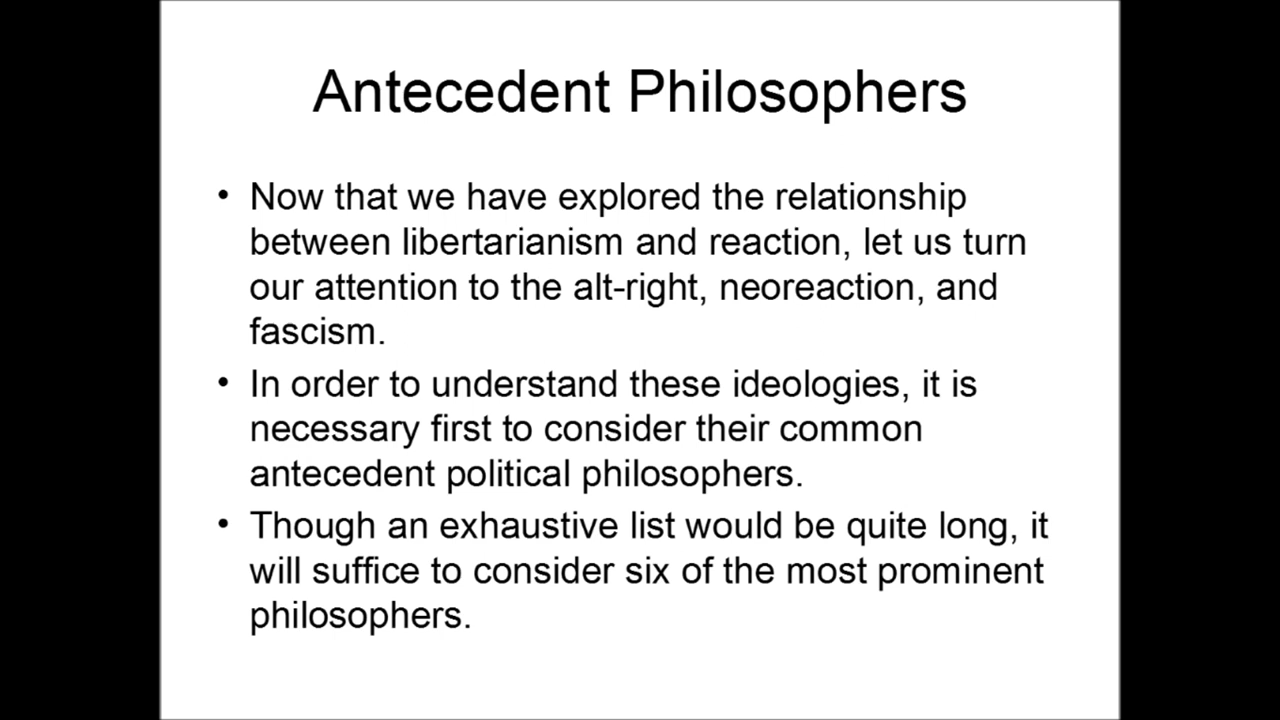 Antecedent Philosophers
• Now that we have explored the relationship
between libertarianism and reaction, let us turn
our attention to the alt-right, neoreaction, and
fascism.
• In order to understand these ideologies, it is
necessary first to consider their common
antecedent political philosophers.
• Though an exhaustive list would be quite long, it
will suffice to consider six of the most prominent
philosophers.